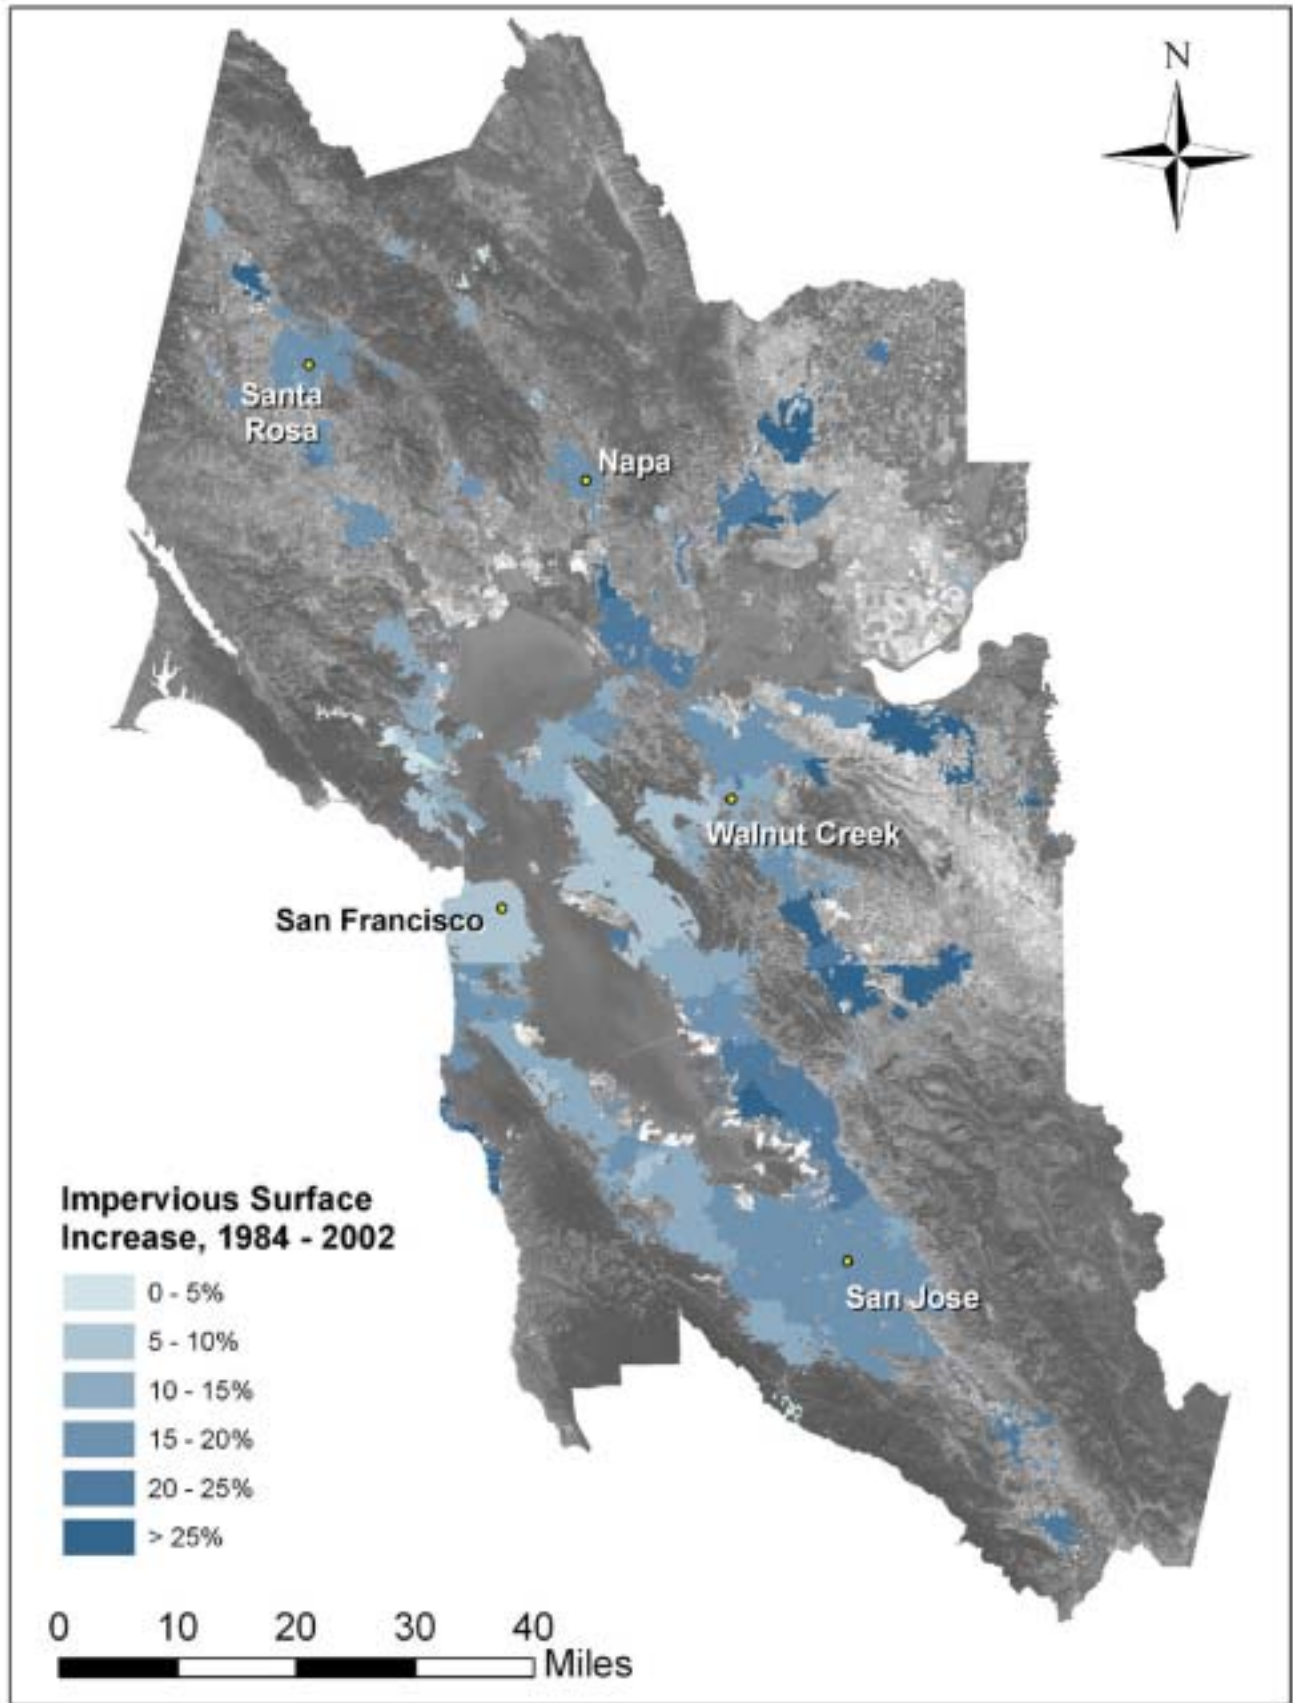 N
Santa
Rosa
Napa
Walnut Creek
San Francisco
San Jose
Impervious Surface
Increase, 1984 - 2002
0 - 5%
5 - 10%
10 - 15%
15 - 20%
20 - 25%
> 25%
0 10 20 30 40
Miles